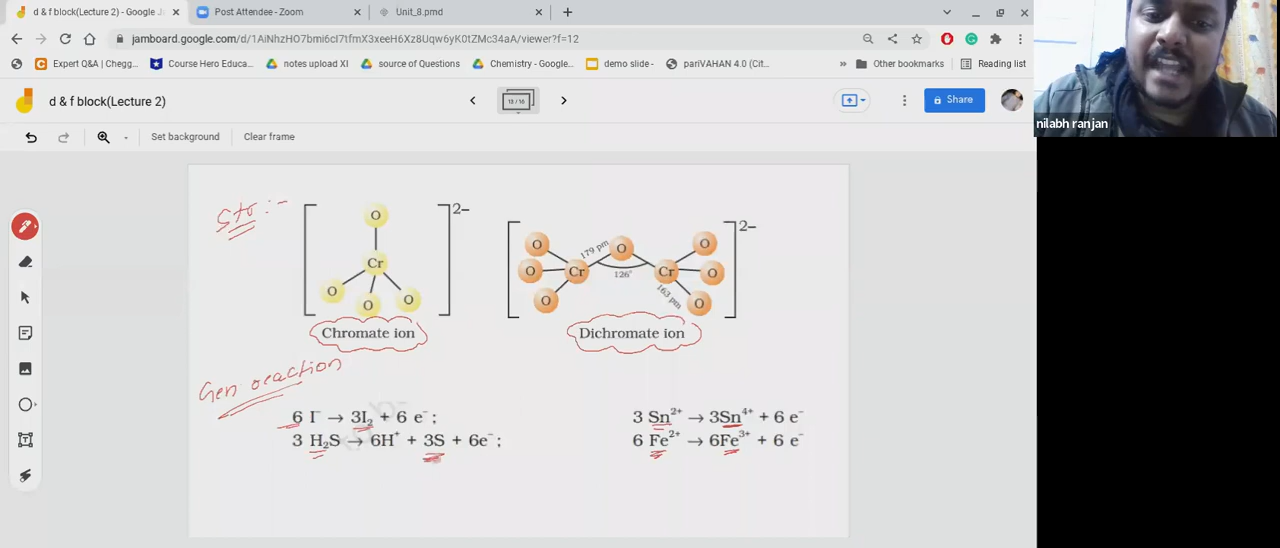 d & f block(Lecture 2) - Google J
Post Attendee - Zoom
Unit_8.pmd
jamboard.google.com/d/1AiNhzHO7bmi6cI7tfmX3xeeH6Xz8Uqw6yK0tZMc34aA/viewer?f=12
Expert Q&A | Chegg...
Course Hero Educa...
notes upload XI
source of Questions
Chemistry - Google...
demo slide -
pariVAHAN 4.0 (Cit...
»
Other bookmarks
Reading list
d & f block(Lecture 2)
13 / 16
Share
Set background
Clear frame
nilabh ranjan
Str :-
2–
O
Cr
O O O
Chromate ion
2–
O O O
179 pm
O Cr Cr O
126°
163 pm
O O
Dichromate ion
Gen. reaction
6 I⁻ → 3I₂ + 6 e⁻;
3 Sn²⁺ → 3Sn⁴⁺ + 6 e⁻
3 H₂S → 6H⁺ + 3S + 6e⁻;
6 Fe²⁺ → 6Fe³⁺ + 6 e⁻